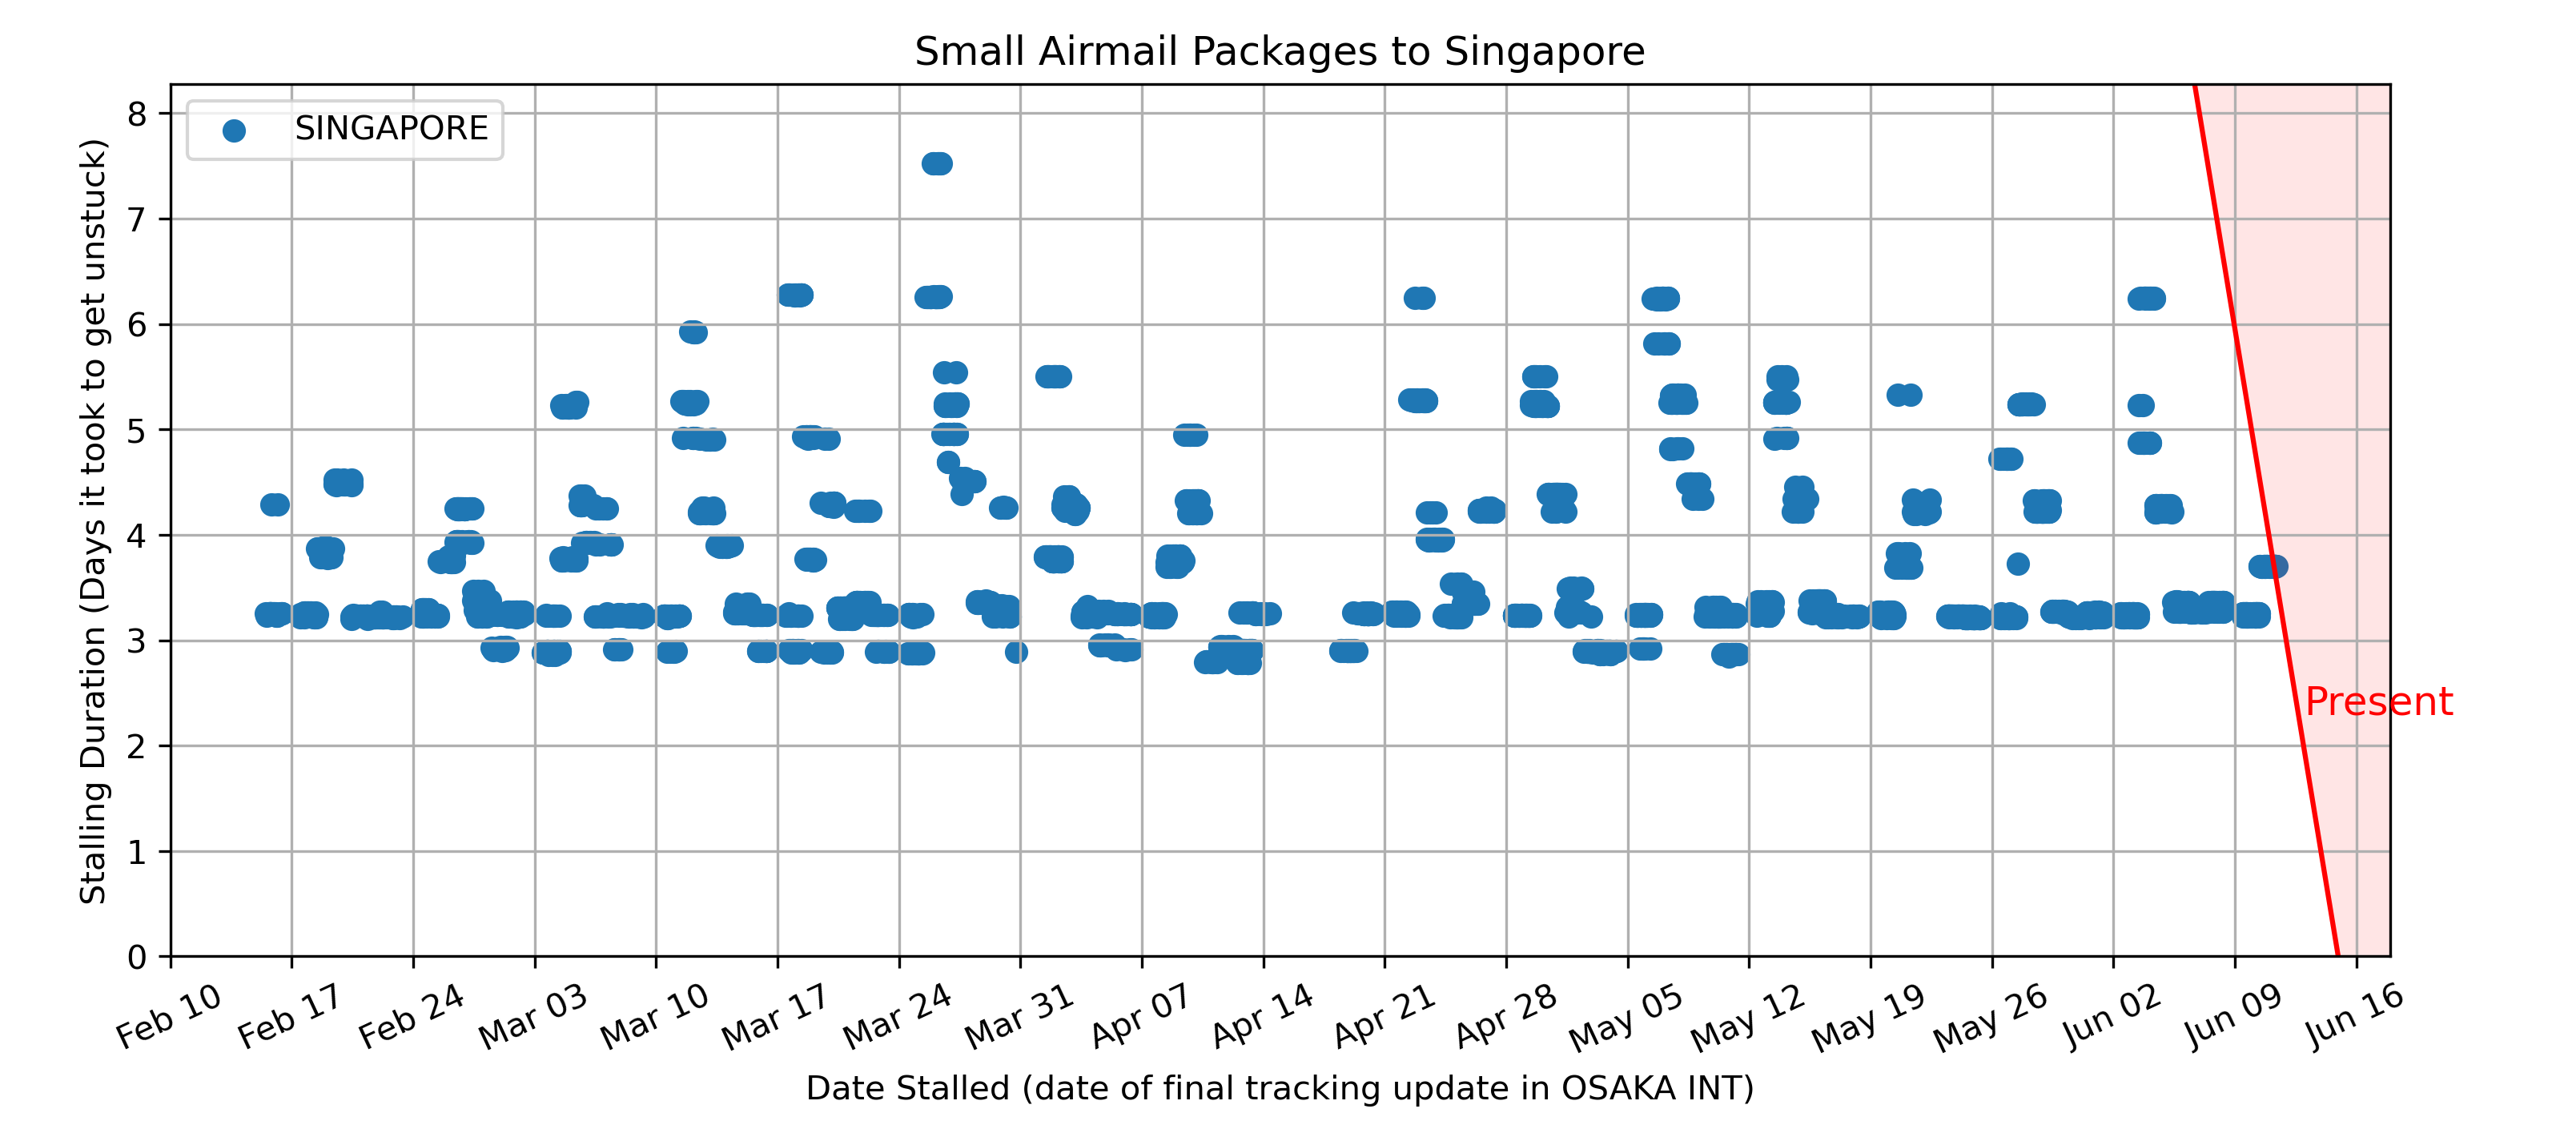 Small Airmail Packages to Singapore
SINGAPORE
Stalling Duration (Days it took to get unstuck)
8
7
6
5
4
3
2
1
0
Present
Feb 10 Feb 17 Feb 24 Mar 03 Mar 10 Mar 17 Mar 24 Mar 31 Apr 07 Apr 14 Apr 21 Apr 28 May 05 May 12 May 19 May 26 Jun 02 Jun 09 Jun 16
Date Stalled (date of final tracking update in OSAKA INT)